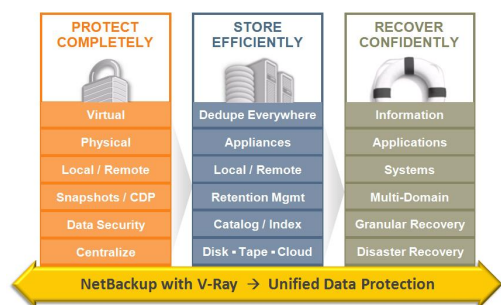 PROTECT
COMPLETELY
Virtual
Physical
Local / Remote
Snapshots / CDP
Data Security
Centralize
STORE
EFFICIENTLY
Dedupe Everywhere
Appliances
Local / Remote
Retention Mgmt
Catalog / Index
Disk ▪ Tape ▪ Cloud
RECOVER
CONFIDENTLY
Information
Applications
Systems
Multi-Domain
Granular Recovery
Disaster Recovery
NetBackup with V-Ray → Unified Data Protection